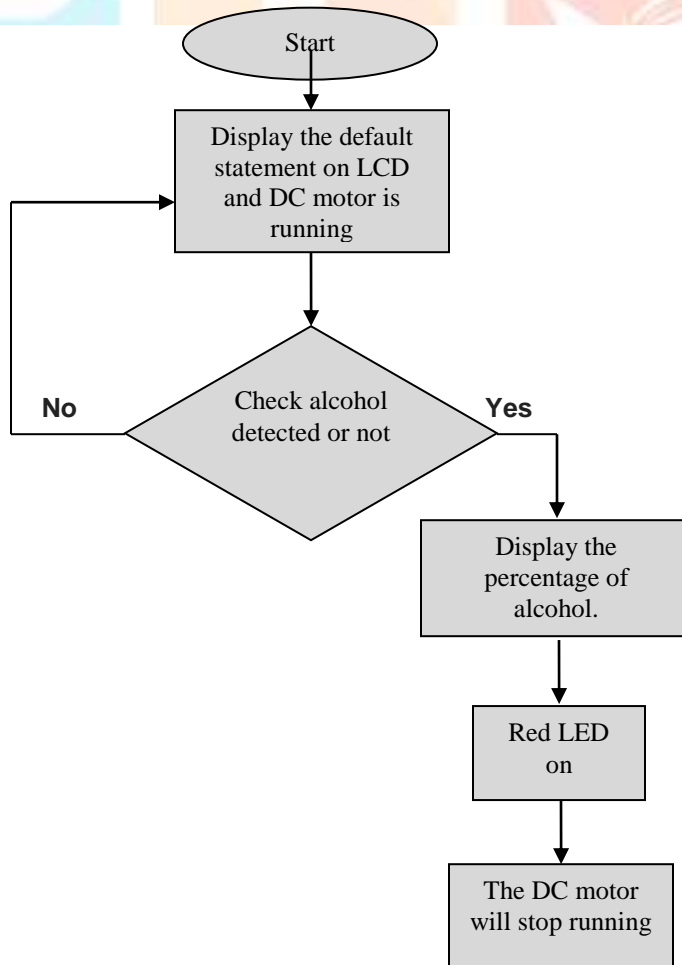 Start
Display the default
statement on LCD
and DC motor is
running
No
Check alcohol
detected or not
Yes
Display the
percentage of
alcohol.
Red LED
on
The DC motor
will stop running